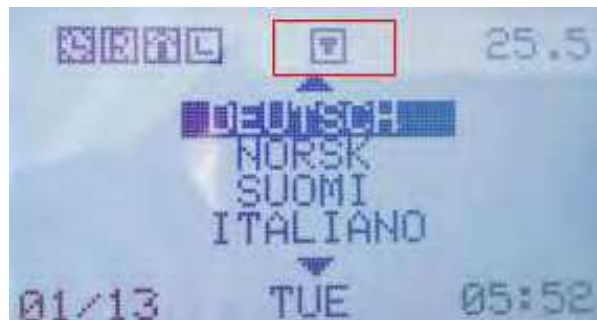 25.5
DEUTSCH
NORSK
SUOMI
ITALIANO
01/13 TUE 05:52